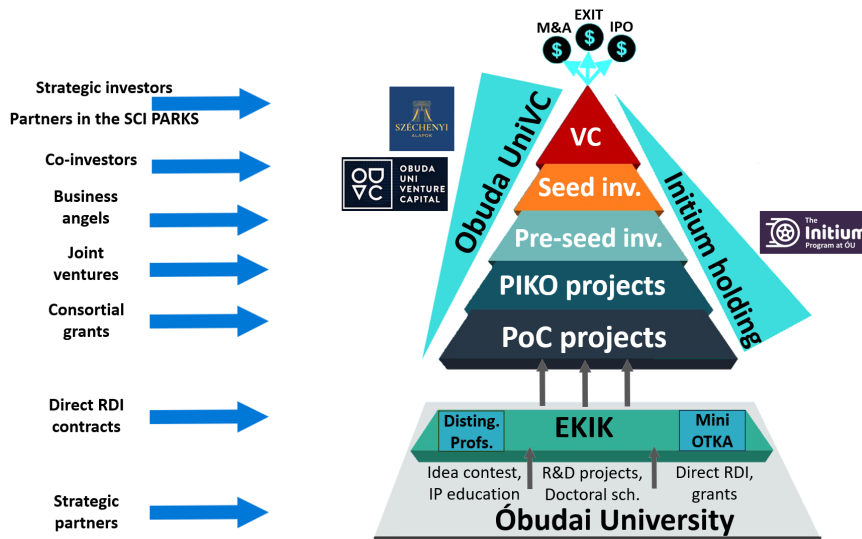 EXIT
M&A
IPO
$
$
$
Strategic investors
Partners in the SCI PARKS
Co-investors
Business
angels
Joint
ventures
Consortial
grants
Direct RDI
contracts
Strategic
partners
SZÉCHENYI
ALAPOK
OBUDA
UNI
VENTURE
CAPITAL
Obuda UniVC
VC
Seed inv.
Pre-seed inv.
PIKO projects
PoC projects
Initium holding
The
Initium
Program at ÓU
Disting.
Profs.
EKIK
Mini
OTKA
Idea contest,
IP education
R&D projects,
Doctoral sch.
Direct RDI,
grants
Óbudai University